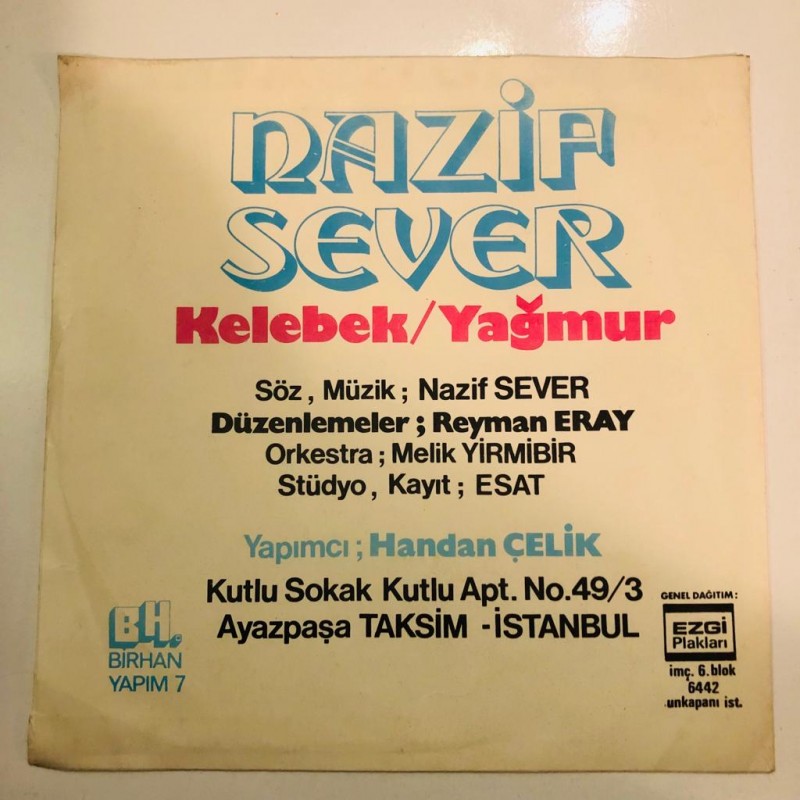 NAZİF
SEVER
Kelebek/Yağmur
Söz, Müzik; Nazif SEVER
Düzenlemeler; Reyman ERAY
Orkestra; Melik YİRMİBİR
Stüdyo, Kayıt; ESAT
Yapımcı; Handan ÇELİK
Kutlu Sokak Kutlu Apt. No.49/3
Ayazpaşa TAKSİM -İSTANBUL
BH.
BİRHAN
YAPIM 7
GENEL DAĞITIM:
EZGİ
Plakları
imç. 6.blok
6442
unkapanı ist.